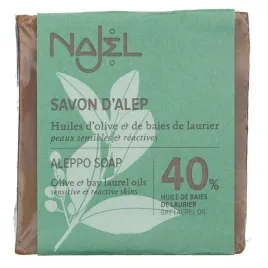 NAJEL
SAVON D'ALEP
Huiles d'olive & de baies de laurier
peaux sensibles & réactives
ALEPPO SOAP
Olive & bay laurel oils
sensitive & reactive skins
40%
HUILE DE BAIES
DE LAURIER
BAY LAUREL OIL